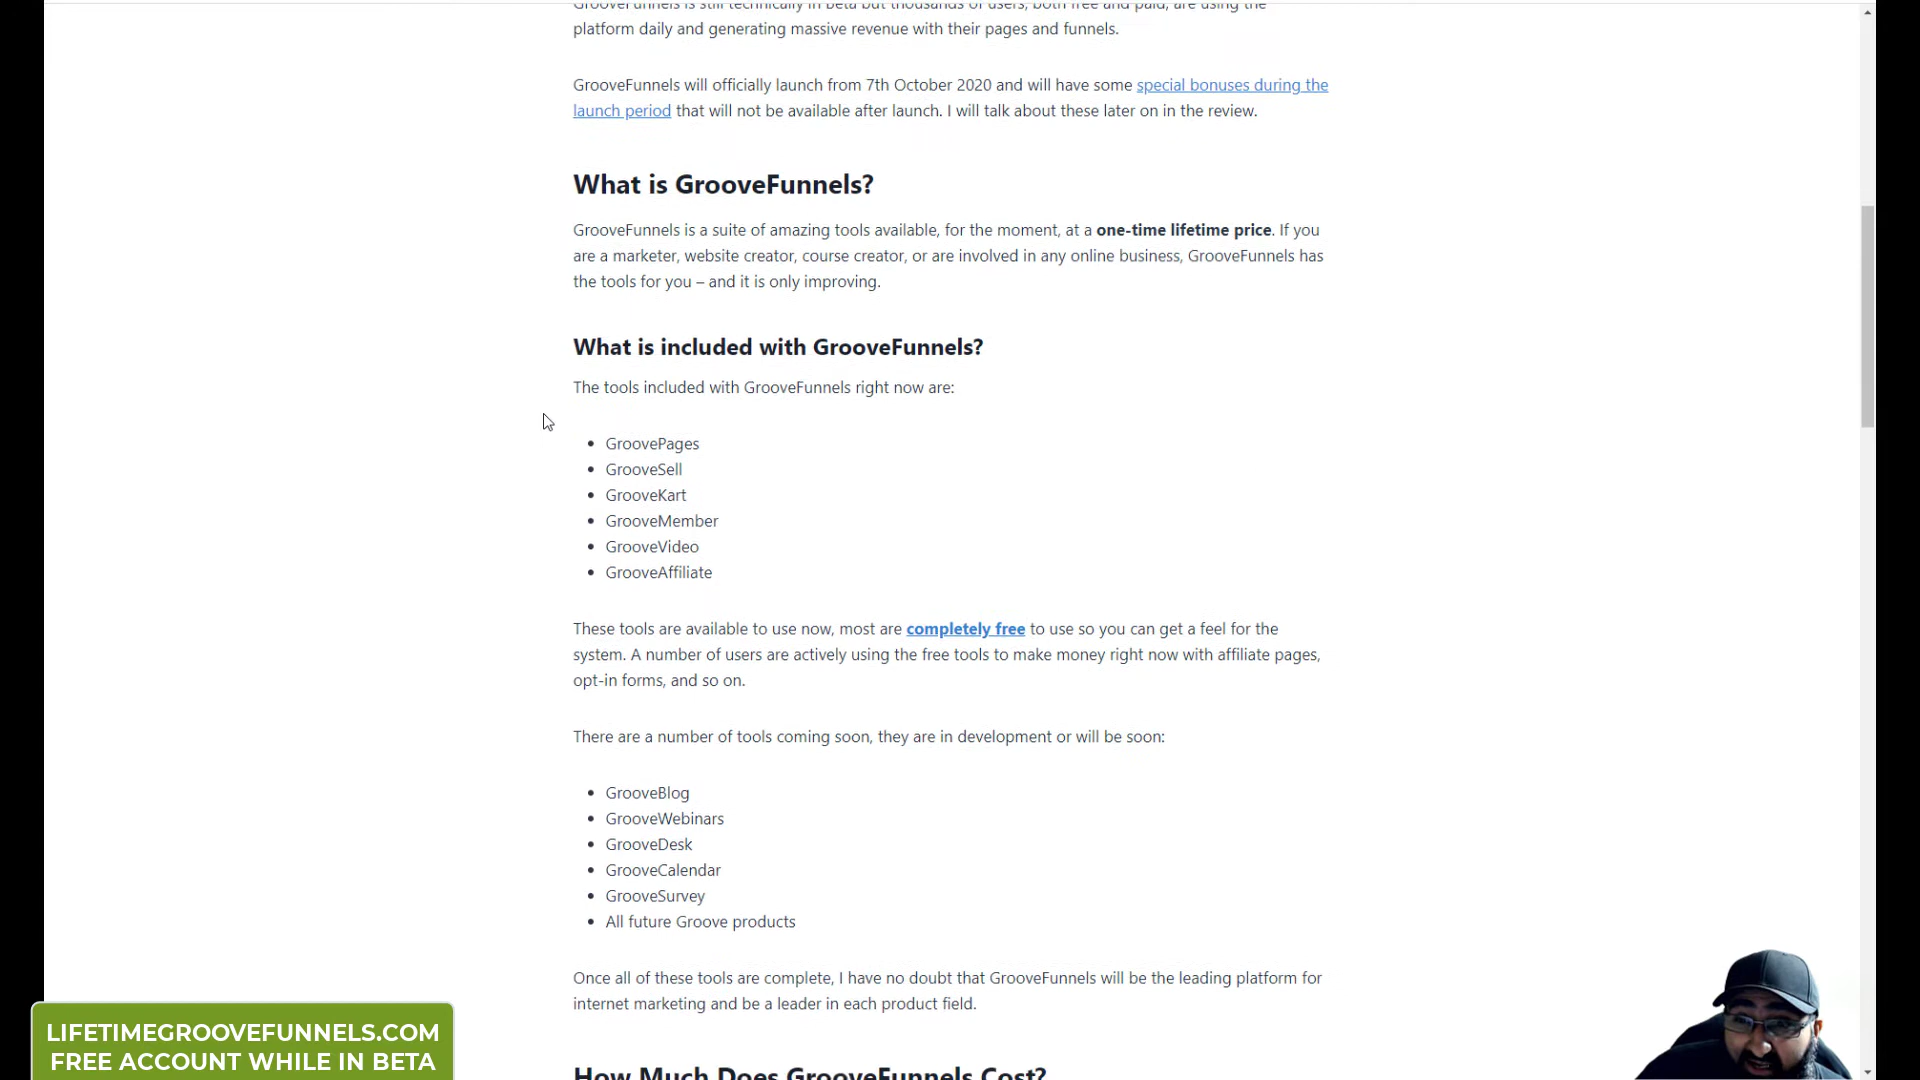 GrooveFunnels is still technically in Beta but thousands of users, both free and paid, are using the
platform daily and generating massive revenue with their pages and funnels.
GrooveFunnels will officially launch from 7th October 2020 and will have some special bonuses during the
launch period that will not be available after launch. I will talk about these later on in the review.
What is GrooveFunnels?
GrooveFunnels is a suite of amazing tools available, for the moment, at a one-time lifetime price. If you
are a marketer, website creator, course creator, or are involved in any online business, GrooveFunnels has
the tools for you – and it is only improving.
What is included with GrooveFunnels?
The tools included with GrooveFunnels right now are:
• GroovePages
• GrooveSell
• GrooveKart
• GrooveMember
• GrooveVideo
• GrooveAffiliate
These tools are available to use now, most are completely free to use so you can get a feel for the
system. A number of users are actively using the free tools to make money right now with affiliate pages,
opt-in forms, and so on.
There are a number of tools coming soon, they are in development or will be soon:
• GrooveBlog
• GrooveWebinars
• GrooveDesk
• GrooveCalendar
• GrooveSurvey
• All future Groove products
Once all of these tools are complete, I have no doubt that GrooveFunnels will be the leading platform for
internet marketing and be a leader in each product field.
How Much Does GrooveFunnels Cost?
LIFETIMEGROOVEFUNNELS.COM
FREE ACCOUNT WHILE IN BETA